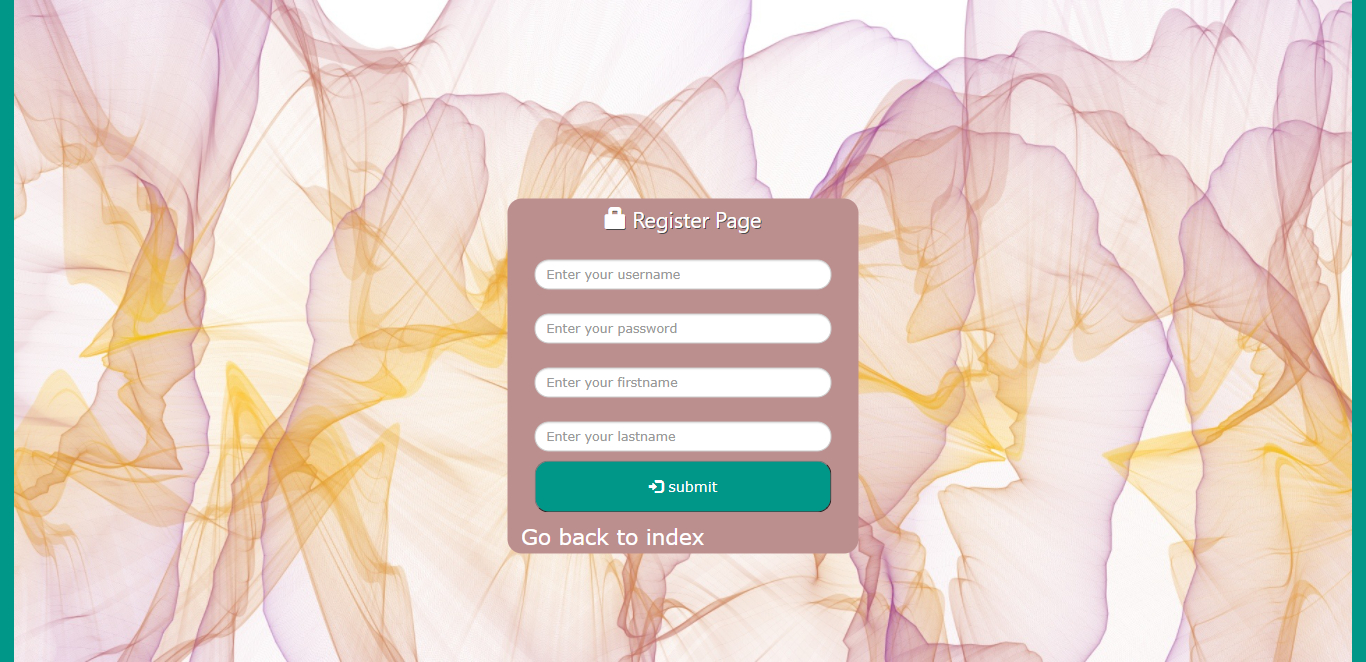 Register Page
Enter your username
Enter your password
Enter your firstname
Enter your lastname
submit
Go back to index